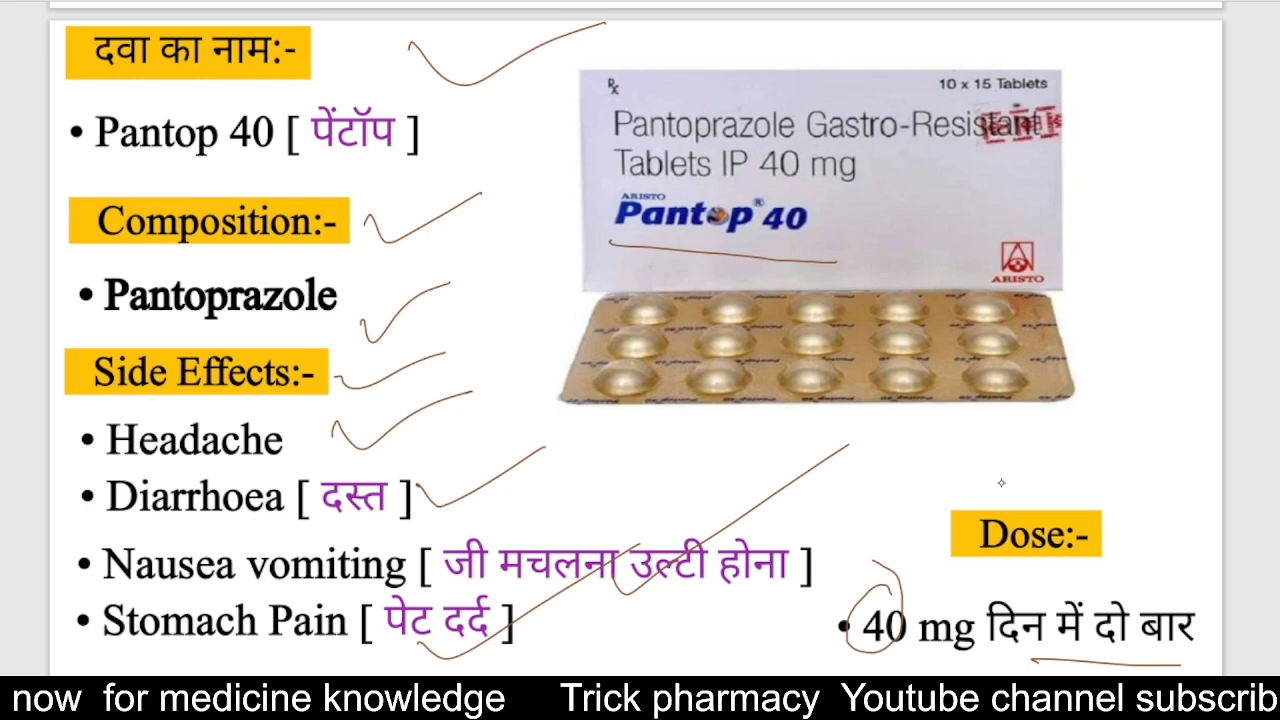 दवा का नाम:-
• Pantop 40 [ पेंटॉप ]
Composition:-
• Pantoprazole
Side Effects:-
• Headache
• Diarrhoea [ दस्त ]
• Nausea vomiting [ जी मचलना उल्टी होना ]
• Stomach Pain [ पेट दर्द ]
Rx
10 x 15 Tablets
Pantoprazole Gastro-Resistant
Tablets IP 40 mg
ARISTO
Pantop® 40
ARISTO
Dose:-
• 40 mg दिन में दो बार
now for medicine knowledge Trick pharmacy Youtube channel subscrib